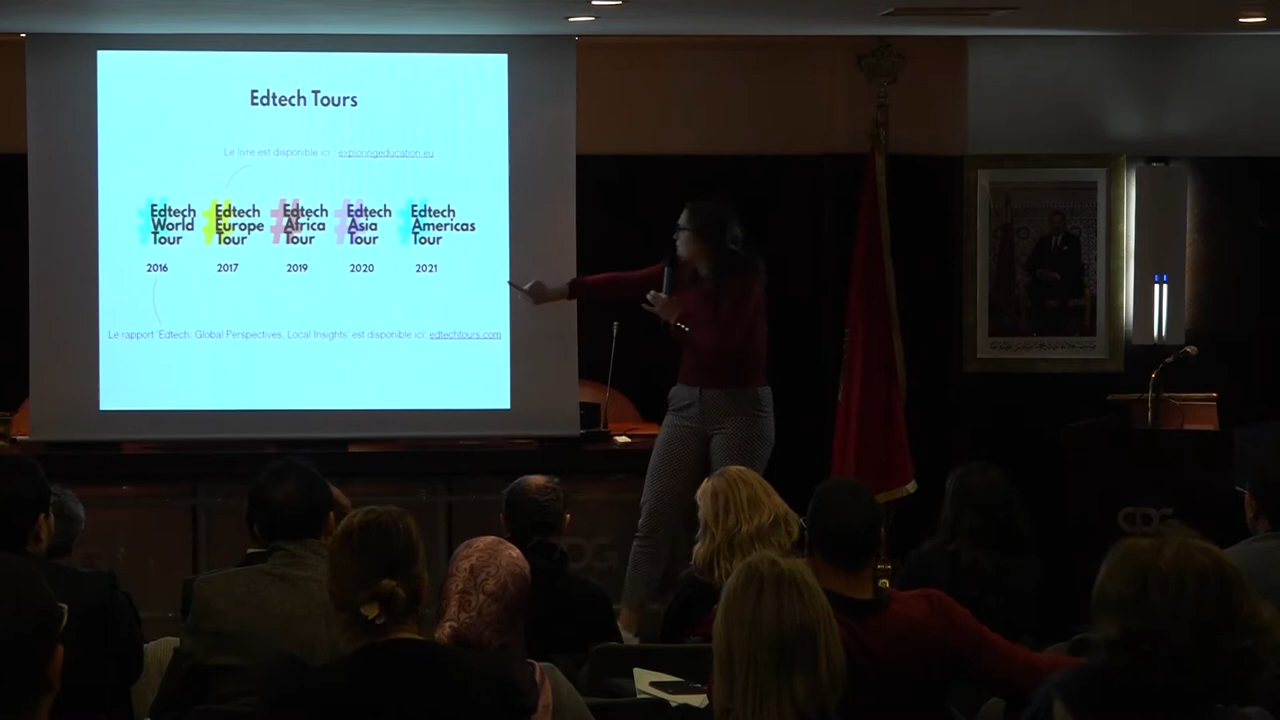 Edtech Tours
Le livre est disponible ici : exploringeducation.eu
#Edtech World Tour
#Edtech Europe Tour
#Edtech Africa Tour
#Edtech Asia Tour
#Edtech Americas Tour
2016 2017 2019 2020 2021
Le rapport 'Edtech: Global Perspectives, Local Insights' est disponible ici: edtechtours.com
CDG
CDG